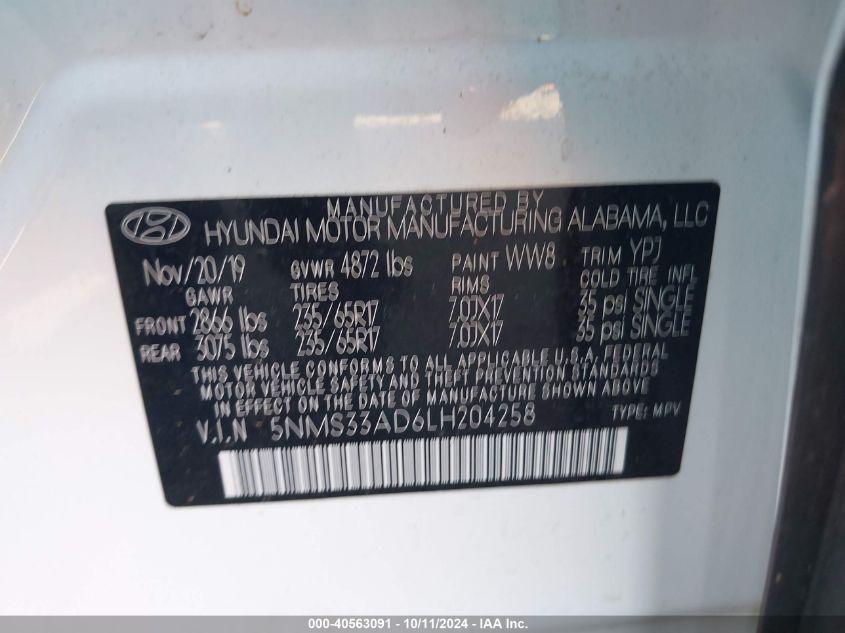 MANUFACTURED BY
HYUNDAI MOTOR MANUFACTURING ALABAMA, LLC
Nov/20/19 GVWR 4872 lbs PAINT WW8 TRIM YPJ
GAWR TIRES RIMS COLD TIRE INFL
FRONT 2866 lbs 235/65R17 7.0JX17 35 psi SINGLE
REAR 3075 lbs 235/65R17 7.0JX17 35 psi SINGLE
THIS VEHICLE CONFORMS TO ALL APPLICABLE U.S.A. FEDERAL
MOTOR VEHICLE SAFETY AND THEFT PREVENTION STANDARDS
IN EFFECT ON THE DATE OF MANUFACTURE SHOWN ABOVE.
V.I.N 5NMS33AD6LH204258 TYPE: MPV
000-40563091 - 10/11/2024 - IAA Inc.